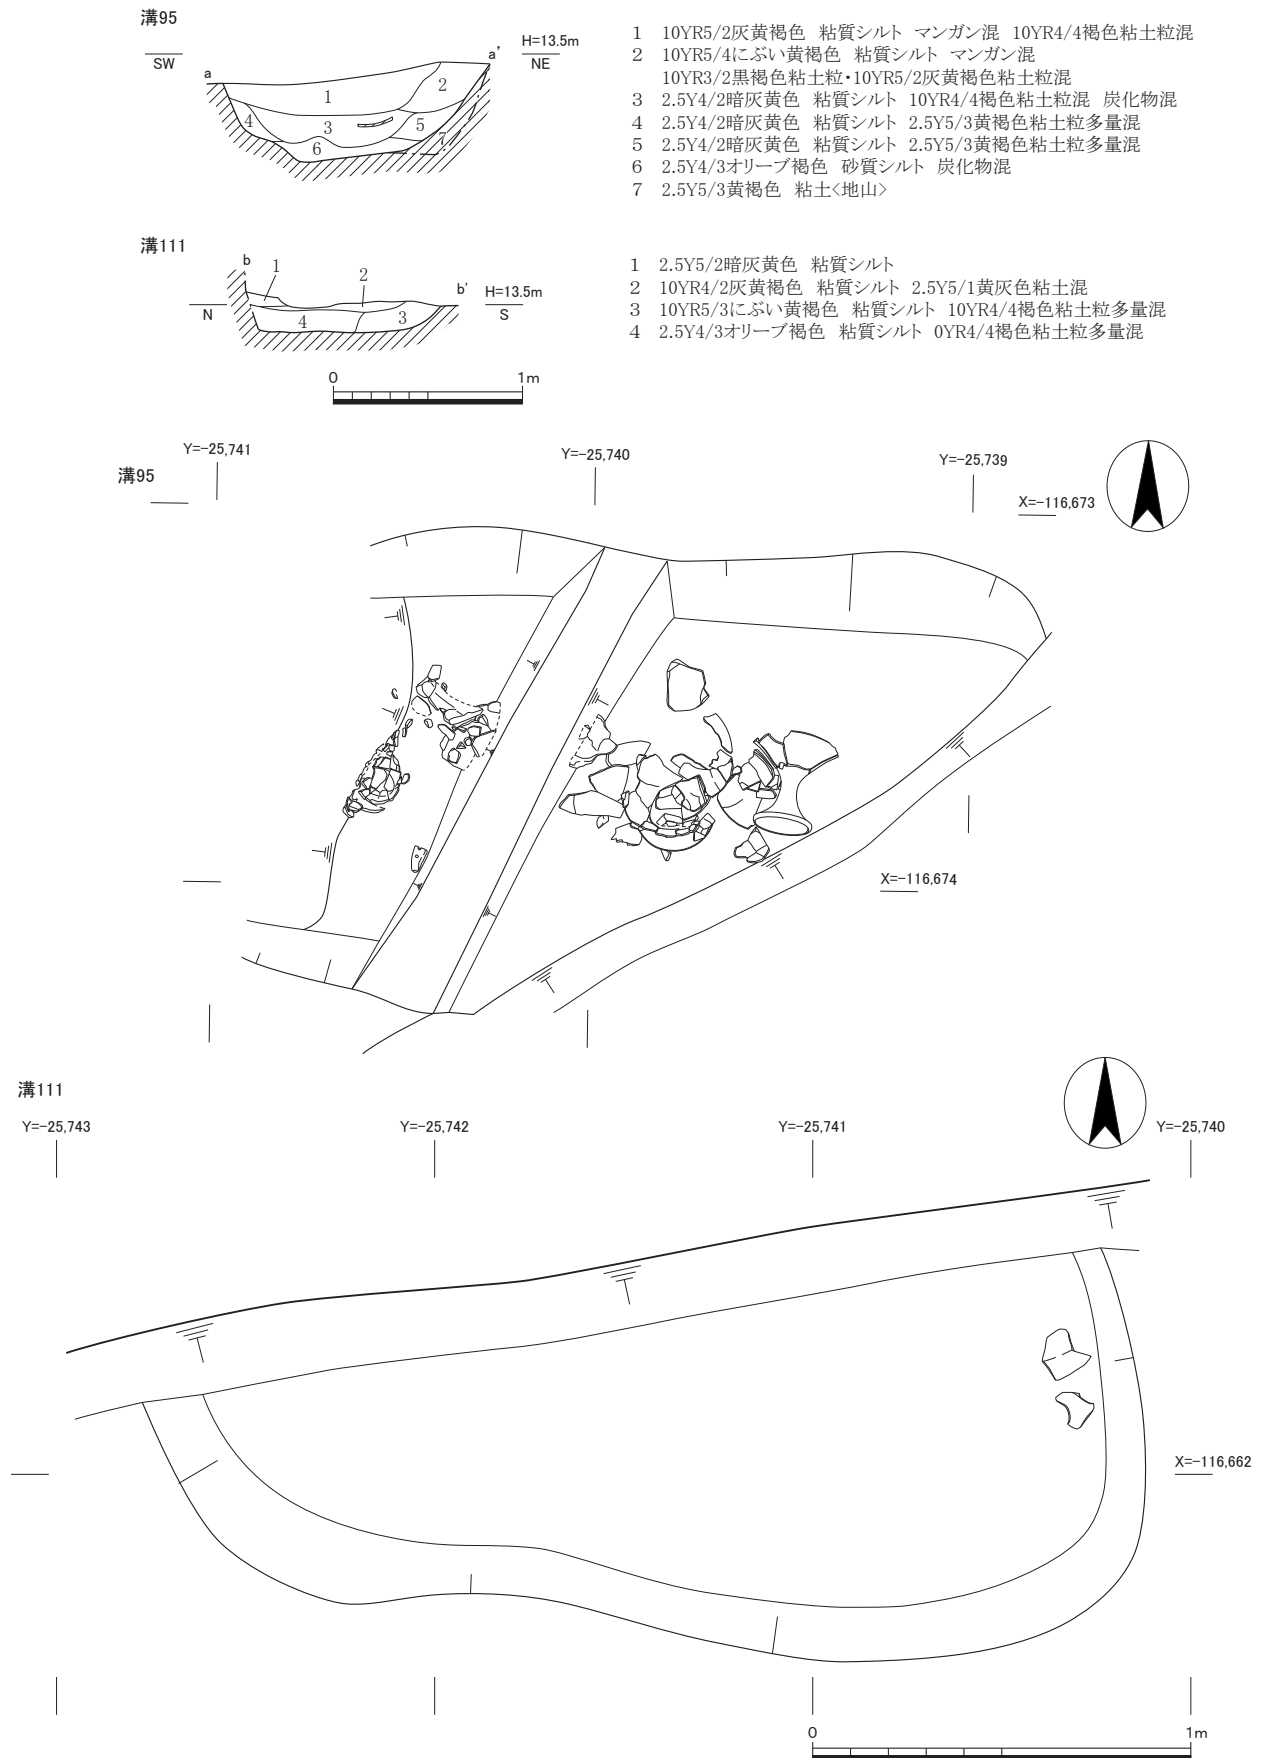 溝95
SW
a
1
2
3
4
5
6
7
a’
H=13.5m
NE
1 10YR5/2灰黄褐色 粘質シルト マンガン混 10YR4/4褐色粘土粒混
2 10YR5/4にぶい黄褐色 粘質シルト マンガン混
10YR3/2黒褐色粘土粒・10YR5/2灰黄褐色粘土粒混
3 2.5Y4/2暗灰黄色 粘質シルト 10YR4/4褐色粘土粒混 炭化物混
4 2.5Y4/2暗灰黄色 粘質シルト 2.5Y5/3黄褐色粘土粒多量混
5 2.5Y4/2暗灰黄色 粘質シルト 2.5Y5/3黄褐色粘土粒多量混
6 2.5Y4/3オリーブ褐色 砂質シルト 炭化物混
7 2.5Y5/3黄褐色 粘土〈地山〉
溝111
N
b
1
2
3
4
b’
H=13.5m
S
1 2.5Y5/2暗灰黄色 粘質シルト
2 10YR4/2灰黄褐色 粘質シルト 2.5Y5/1黄灰色粘土混
3 10YR5/3にぶい黄褐色 粘質シルト 10YR4/4褐色粘土粒多量混
4 2.5Y4/3オリーブ褐色 粘質シルト 0YR4/4褐色粘土粒多量混
0 1m
溝95
Y=-25,741
Y=-25,740
Y=-25,739
X=-116,673
X=-116,674
溝111
Y=-25,743
Y=-25,742
Y=-25,741
Y=-25,740
X=-116,662
0 1m